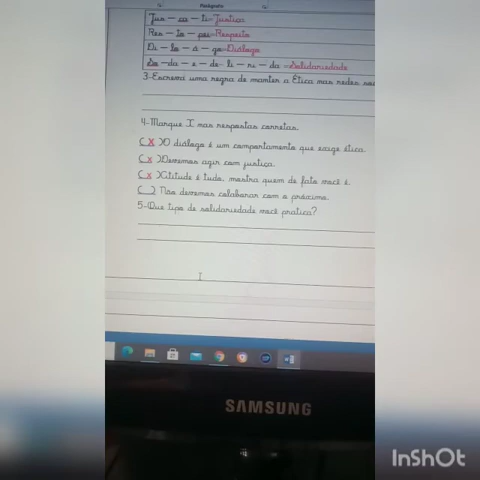 Parágrafo
Jus — ca — ti-Justiça
Res — to — pei-Respeito
Di — lo — á — go-Diálogo
So —da — e — de- li — ri — da -Solidariedade
3-Escreva uma regra de manter a Ética nas redes
4-Marque X nas respostas corretas.
( X )O diálogo é um comportamento que exige ética.
( x )Devemos agir com justiça.
( x )Atitude é tudo, mostra quem de fato você é.
( ) Não devemos colaborar com o próximo.
5-Que tipo de solidariedade você pratica?
SAMSUNG
InShOt